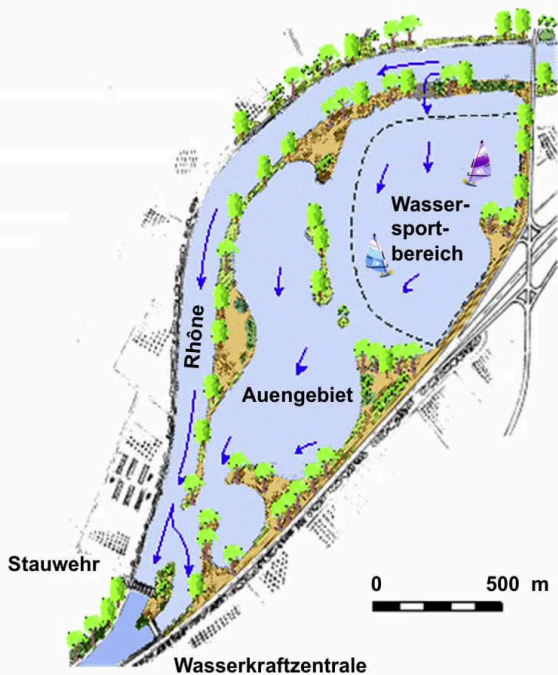 Wasser-
sport-
bereich
Rhône
Auengebiet
Stauwehr
0 500 m
Wasserkraftzentrale